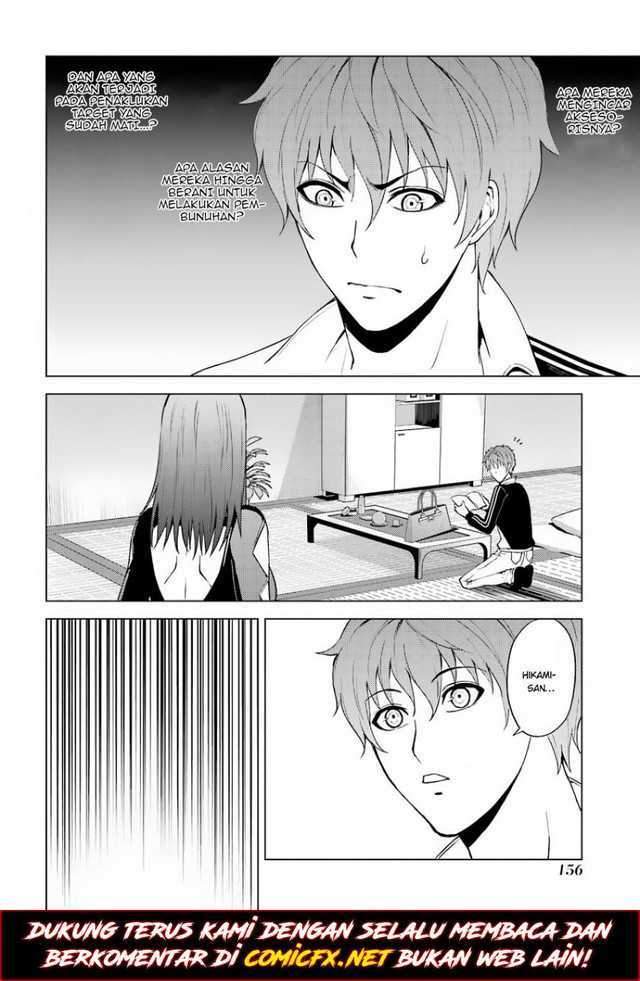 APA MEREKA
MENGINCAR
AKSESO-
RISNYA?
APA ALASAN
MEREKA HINGGA
BERANI UNTUK
MELAKUKAN PEM-
BUNUHAN?
DAN APA YANG
AKAN TERJADI
PADA PENAKLUKAN
TARGET YANG
SUDAH MATI...?
HIKAMI-
SAN...
156
DUKUNG TERUS KAMI DENGAN SELALU MEMBACA DAN
BERKOMENTAR DI COMICFX.NET BUKAN WEB LAIN!